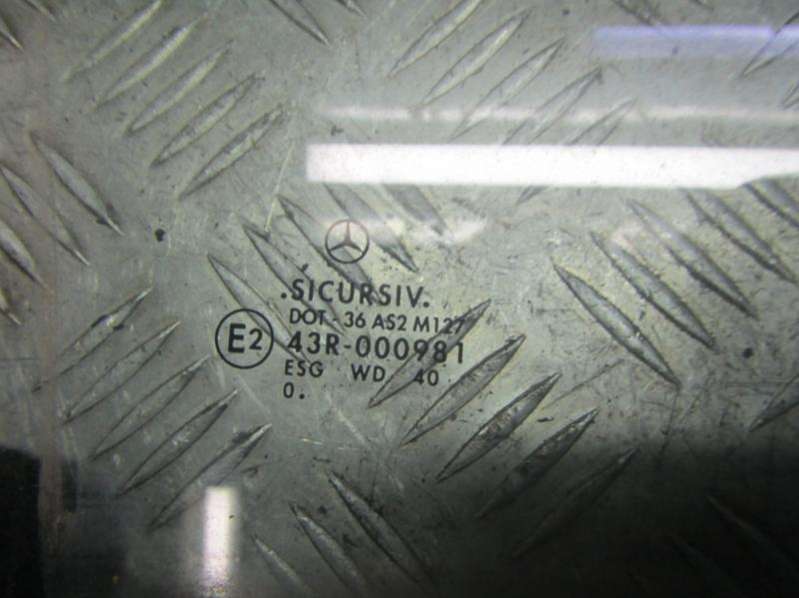 .SICURSIV.
DOT - 36 AS2 M127
E2 43R-000981
ESG WD 40
0.